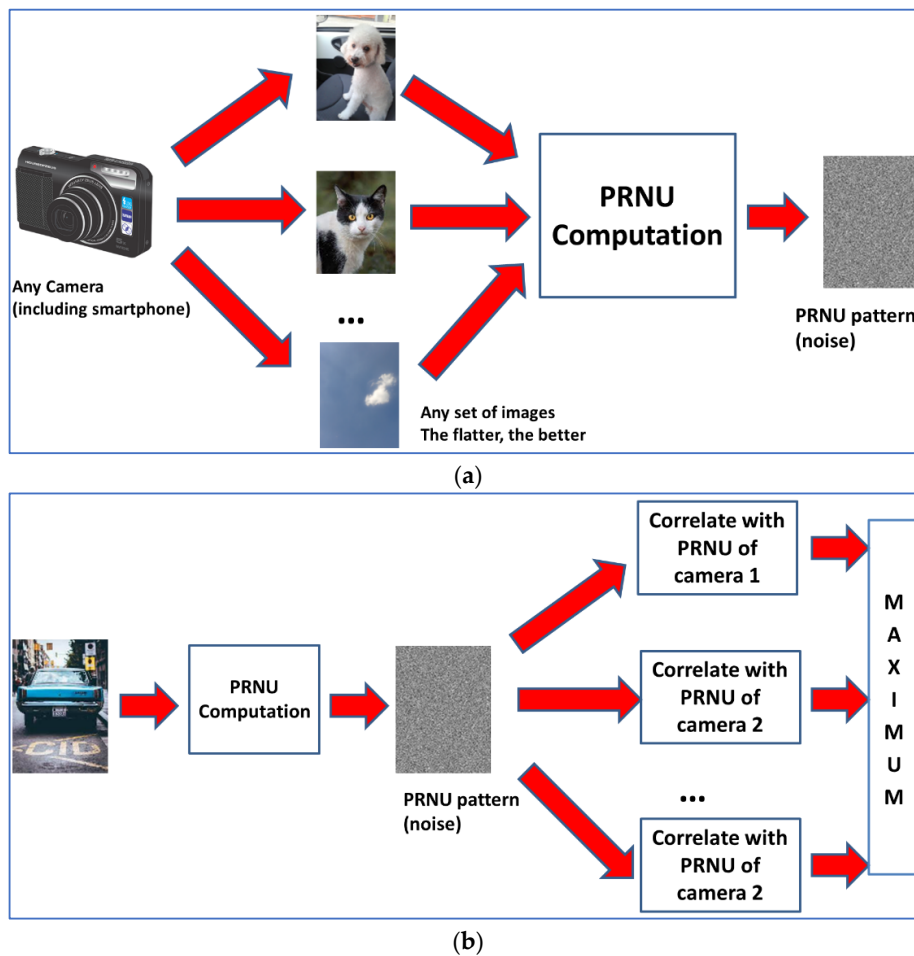 Any Camera
(including smartphone)
...
Any set of images
The flatter, the better
PRNU
Computation
PRNU pattern
(noise)
(a)
PRNU
Computation
PRNU pattern
(noise)
Correlate with
PRNU of
camera 1
Correlate with
PRNU of
camera 2
...
Correlate with
PRNU of
camera 2
M
A
X
I
M
U
M
(b)